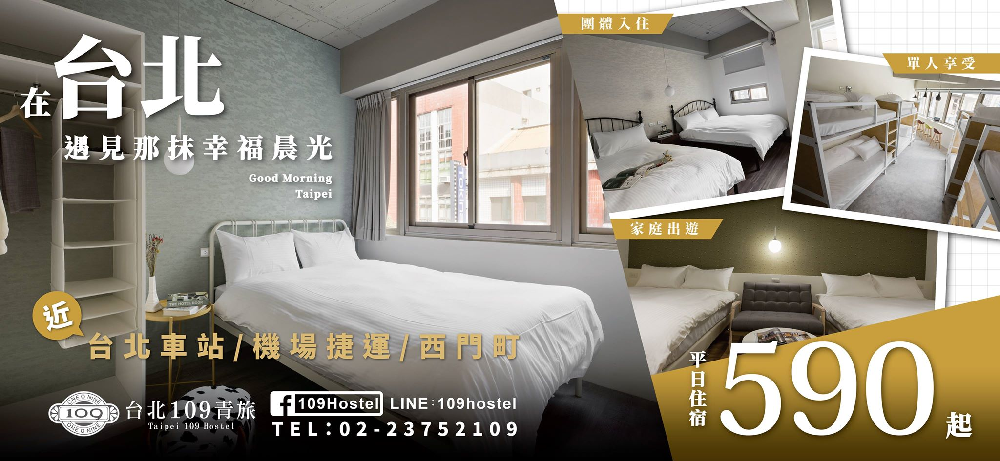 在台北
遇見那抹幸福晨光
Good Morning
Taipei
團體入住
單人享受
家庭出遊
THE HOTEL BOOK
近
台北車站/機場捷運/西門町
ONE O NINE
109
ONE O NINE
台北109青旅
Taipei 109 Hostel
f 109Hostel LINE:109hostel
TEL:02-23752109
平日住宿
590起